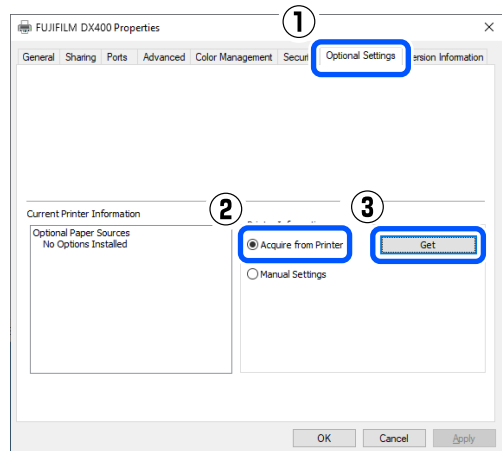 ①
FUJIFILM DX400 Properties
General Sharing Ports Advanced Color Management Securi Optional Settings ersion Information
② ③
Current Printer Information
Optional Paper Sources
No Options Installed
Acquire from Printer Get
Manual Settings
OK Cancel Apply